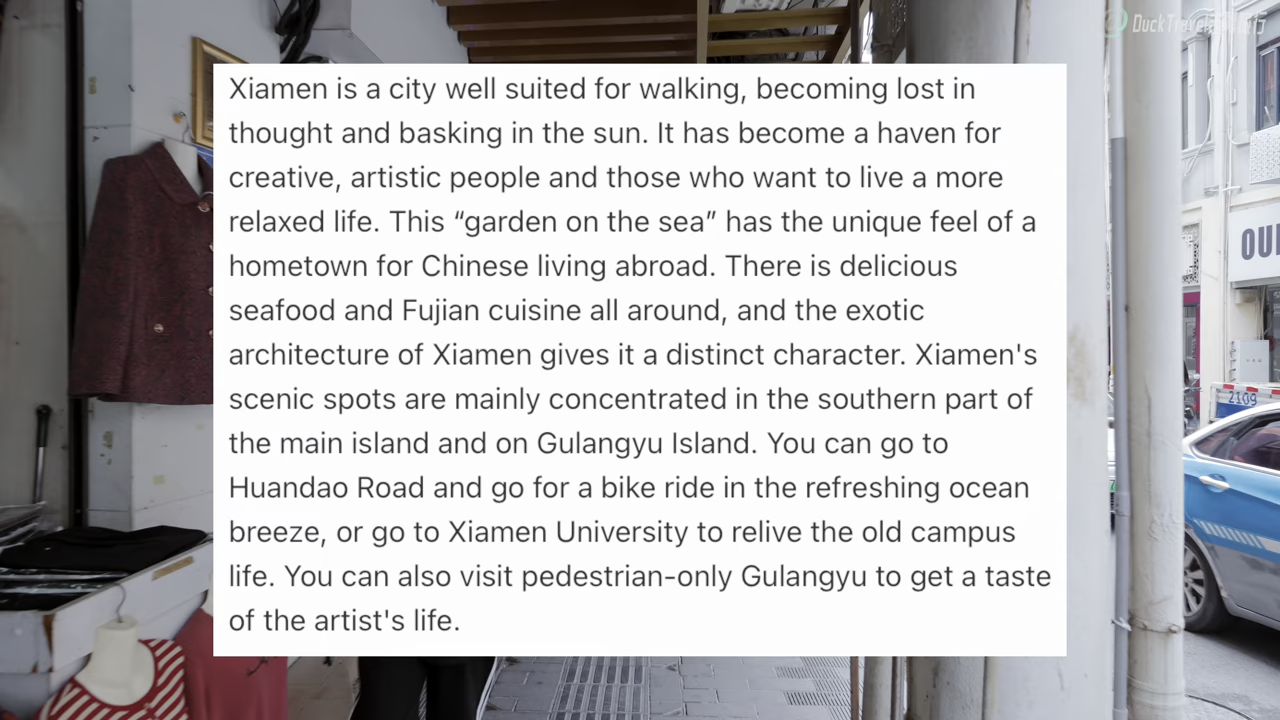 DuckTravel
Xiamen is a city well suited for walking, becoming lost in
thought and basking in the sun. It has become a haven for
creative, artistic people and those who want to live a more
relaxed life. This “garden on the sea” has the unique feel of a
hometown for Chinese living abroad. There is delicious
seafood and Fujian cuisine all around, and the exotic
architecture of Xiamen gives it a distinct character. Xiamen's
scenic spots are mainly concentrated in the southern part of
the main island and on Gulangyu Island. You can go to
Huandao Road and go for a bike ride in the refreshing ocean
breeze, or go to Xiamen University to relive the old campus
life. You can also visit pedestrian-only Gulangyu to get a taste
of the artist's life.
OU
2109